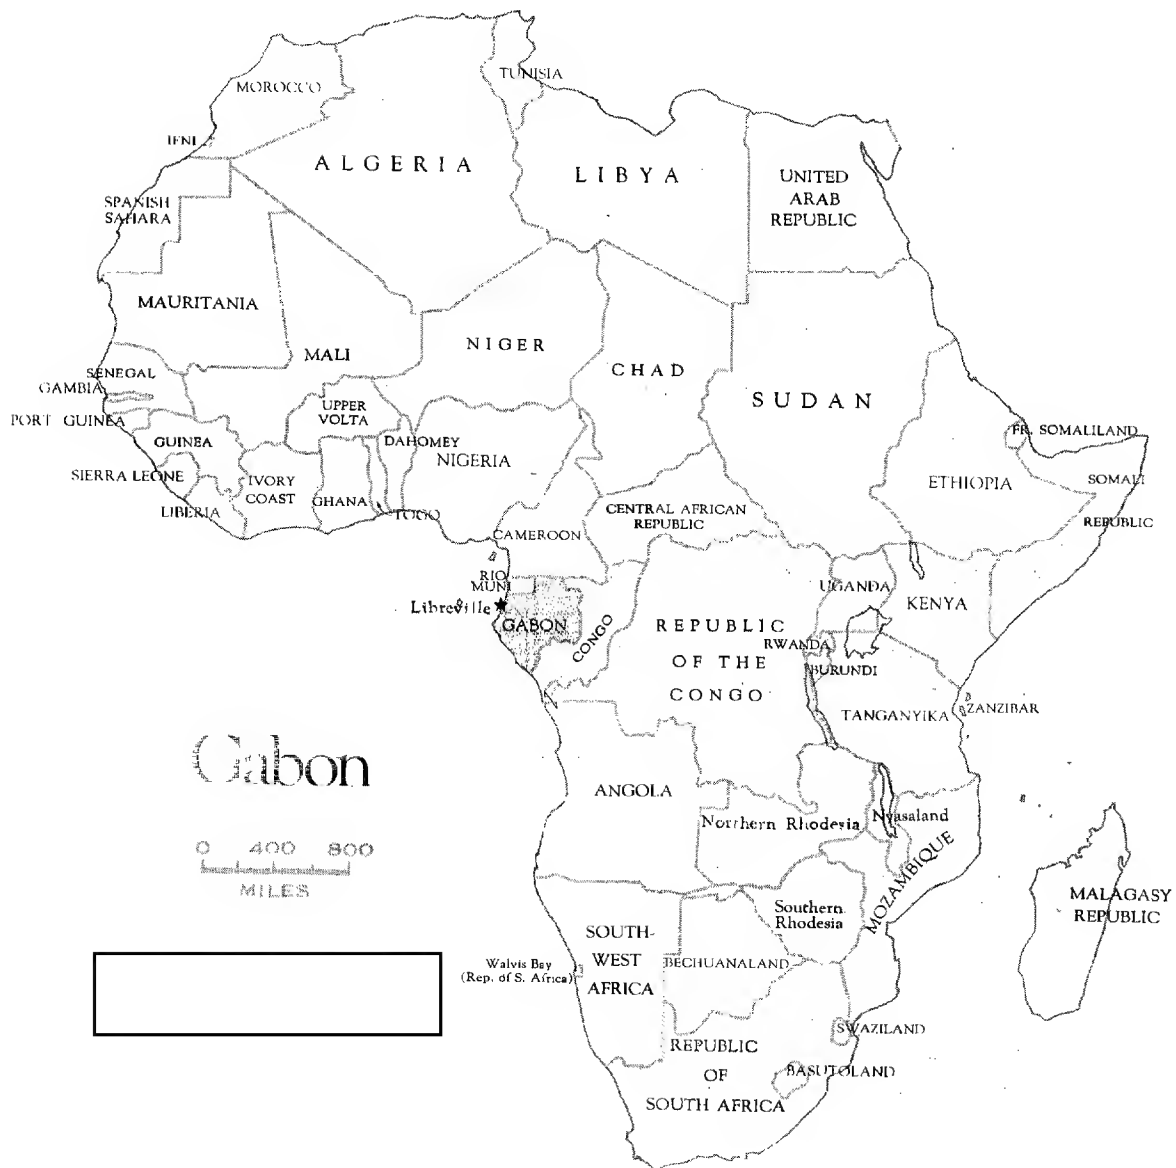 TUNISIA
MOROCCO
IFNI
ALGERIA
LIBYA
UNITED
ARAB
REPUBLIC
SPANISH
SAHARA
MAURITANIA
MALI
NIGER
CHAD
SUDAN
SENEGAL
GAMBIA
PORT GUINEA
UPPER
VOLTA
GUINEA
DAHOMEY
NIGERIA
FR. SOMALILAND
SIERRA LEONE
IVORY
COAST
GHANA
ETHIOPIA
SOMALI
REPUBLIC
LIBERIA
TOGO
CENTRAL AFRICAN
REPUBLIC
CAMEROON
RIO
MUNI
UGANDA
KENYA
Libreville
GABON
CONGO
REPUBLIC
OF THE
CONGO
RWANDA
BURUNDI
TANGANYIKA
ZANZIBAR
Gabon
ANGOLA
Northern Rhodesia
Nyasaland
MOZAMBIQUE
0 400 800
MILES
MALAGASY
REPUBLIC
Southern
Rhodesia
SOUTH-
WEST
AFRICA
Walvis Bay
(Rep. of S. Africa)
BECHUANALAND
SWAZILAND
REPUBLIC
OF
SOUTH AFRICA
BASUTOLAND